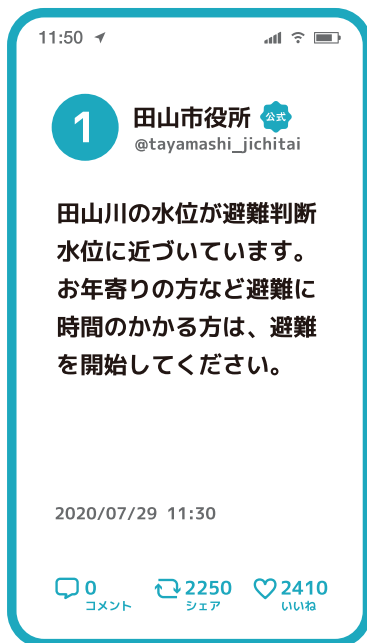 11:50
1
田山市役所 公式
@tayamashi_jichitai
田山川の水位が避難判断
水位に近づいています。
お年寄りの方など避難に
時間のかかる方は、避難
を開始してください。
2020/07/29 11:30
0 2250 2410
コメント シェア いいね